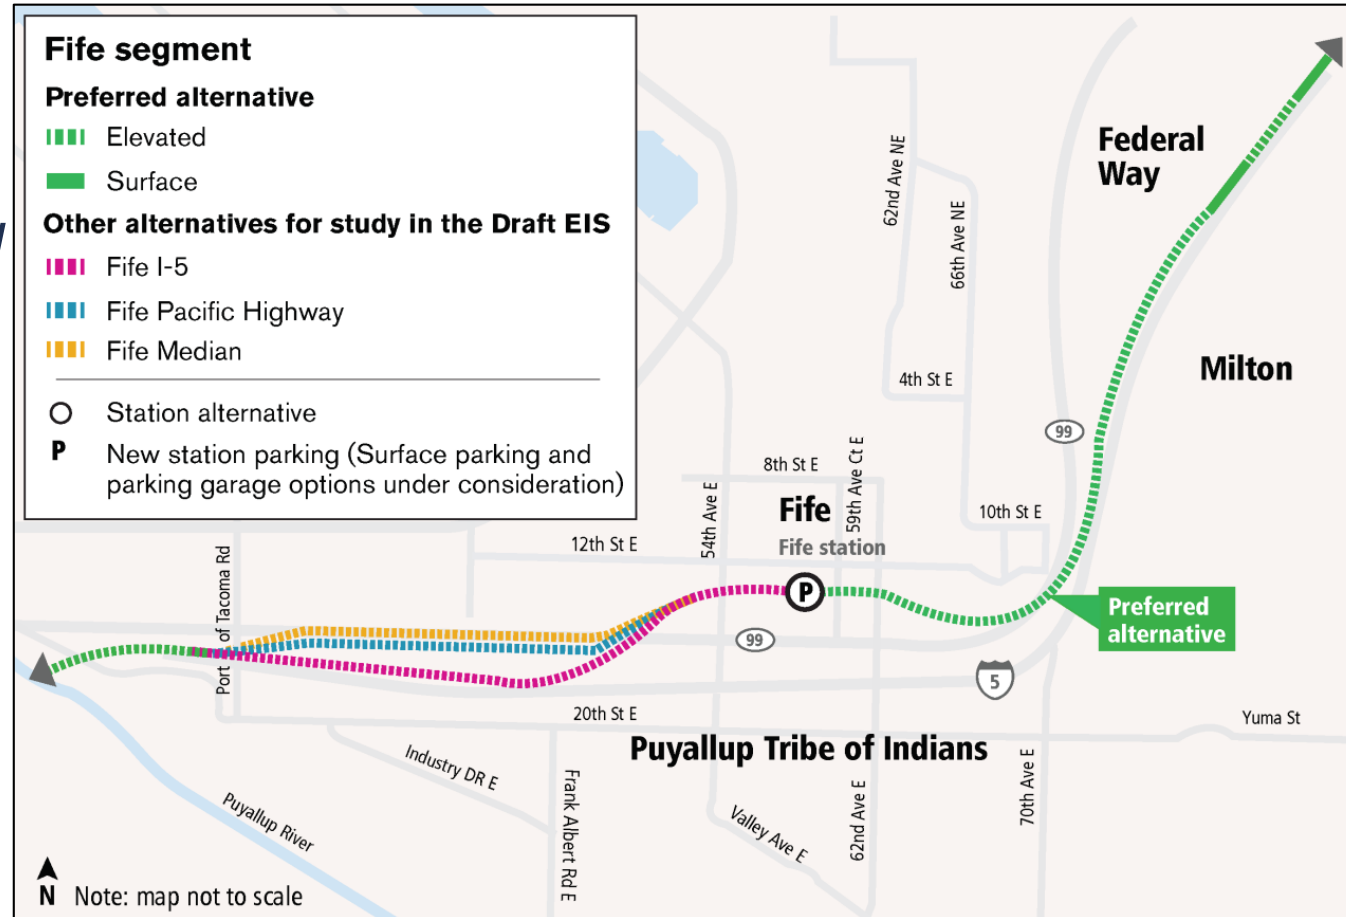 Fife segment
Preferred alternative
Elevated
Surface
Other alternatives for study in the Draft EIS
Fife I-5
Fife Pacific Highway
Fife Median
Station alternative
P
New station parking (Surface parking and
parking garage options under consideration)
Federal
Way
62nd Ave NE
66th Ave NE
Milton
4th St E
99
8th St E
59th Ave Ct E
54th Ave E
Fife
10th St E
12th St E
Fife station
Port of Tacoma Rd
P
Preferred
alternative
99
5
20th St E
Yuma St
Puyallup Tribe of Indians
Industry DR E
Frank Albert Rd E
Valley Ave E
62nd Ave E
70th Ave E
Puyallup River
N
Note: map not to scale